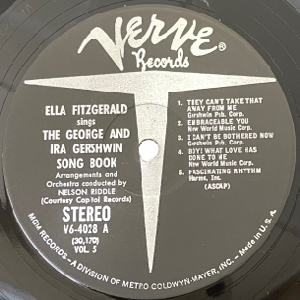 Verve
Records®
ELLA FITZGERALD
sings
THE GEORGE AND
IRA GERSHWIN
SONG BOOK
Arrangements and
Orchestra conducted by
NELSON RIDDLE
(Courtesy Capitol Records)
STEREO
V6-4028 A
(30,170)
VOL. 5
1. THEY CAN'T TAKE THAT
AWAY FROM ME
Gershwin Pub. Corp.
2. EMBRACEABLE YOU
New World Music Corp.
3. I CAN'T BE BOTHERED NOW
Gershwin Pub. Corp.
4. BOY! WHAT LOVE HAS
DONE TO ME
New World Music Corp.
5. FASCINATING RHYTHM
Harms, Inc.
(ASCAP)
MGM RECORDS - A DIVISION OF METRO-GOLDWYN-MAYER, INC. - MADE IN U.S.A.